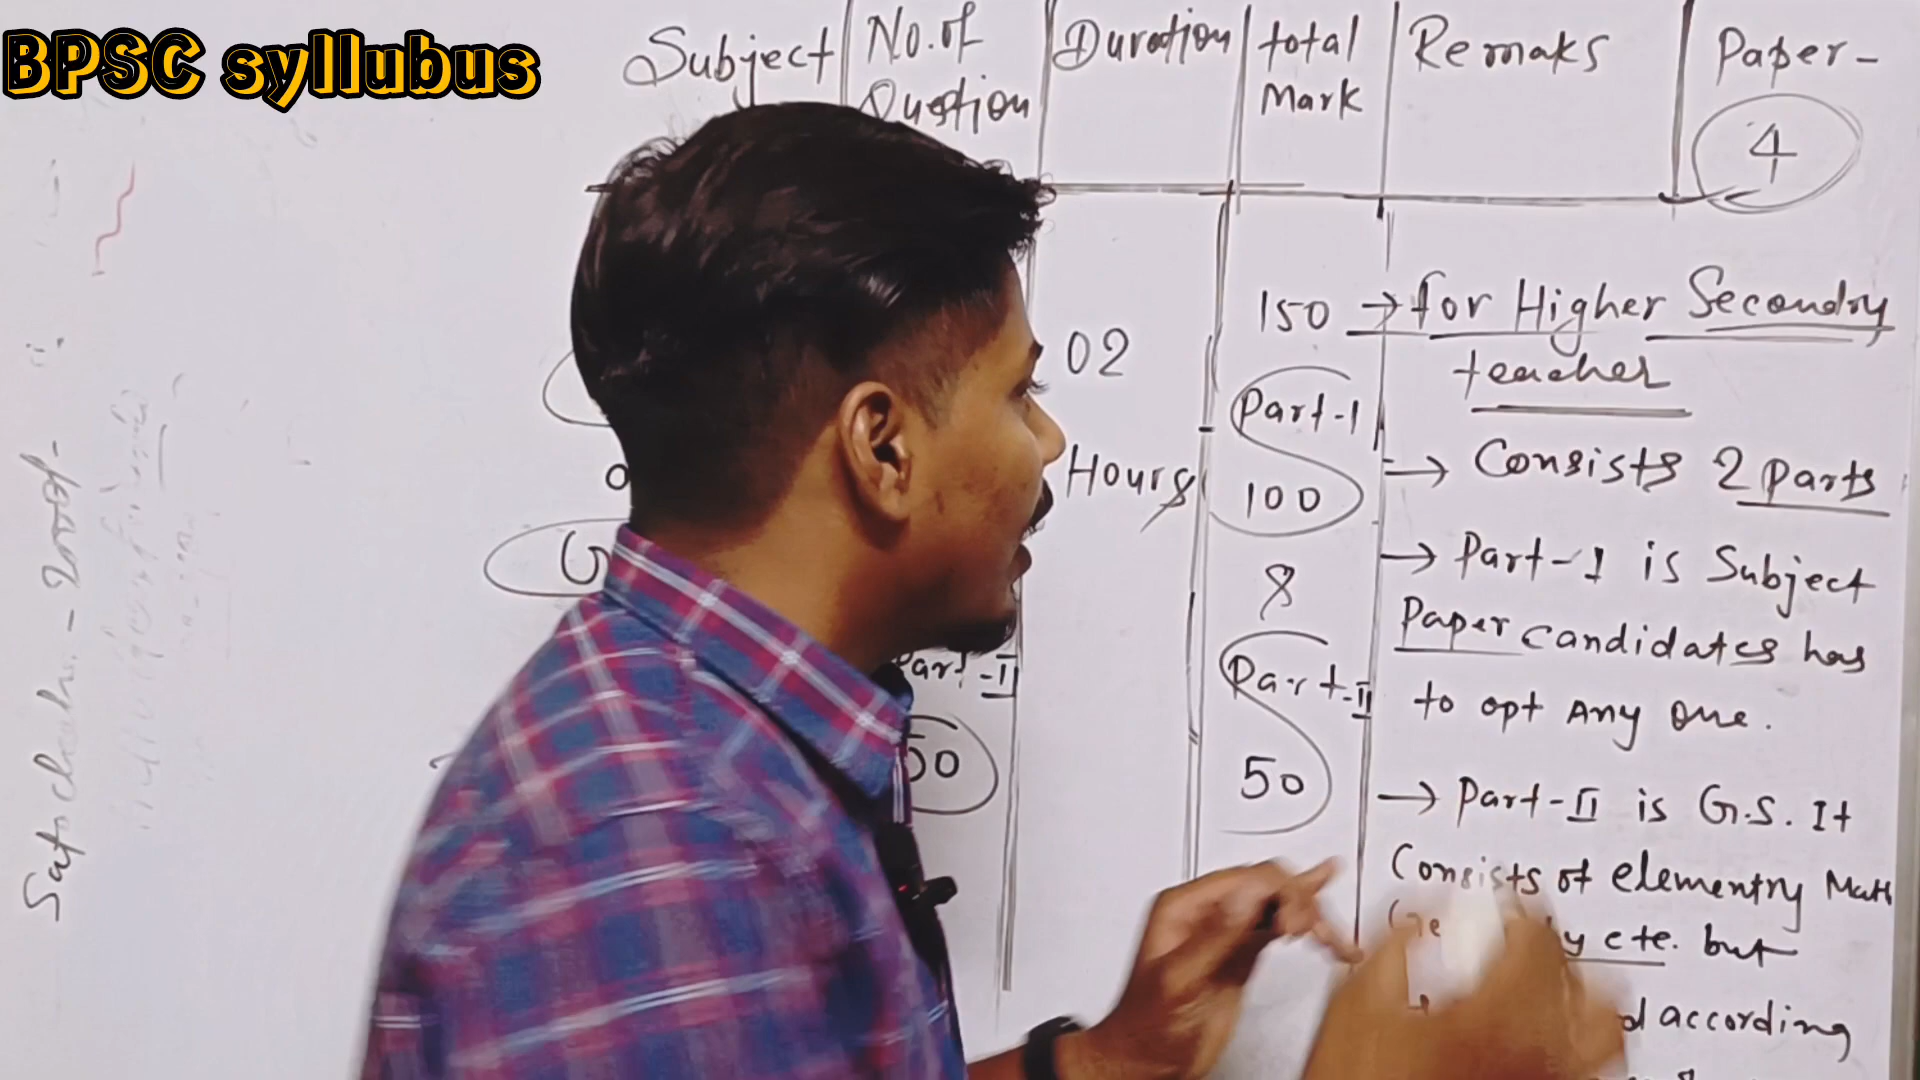 BPSC syllubus
Subject
No. of
Question
Duration
total
Mark
Remaks
Paper-
4
02
Hours
150
Part-1
100
&
Part-II
50
Part-II
50
→ for Higher Secondry
teacher
→ Consists 2 parts
→ Part-I is Subject
Paper candidates has
to opt Any one.
→ Part-II is G.S. It
Consists of elementry Math
etc. but
according